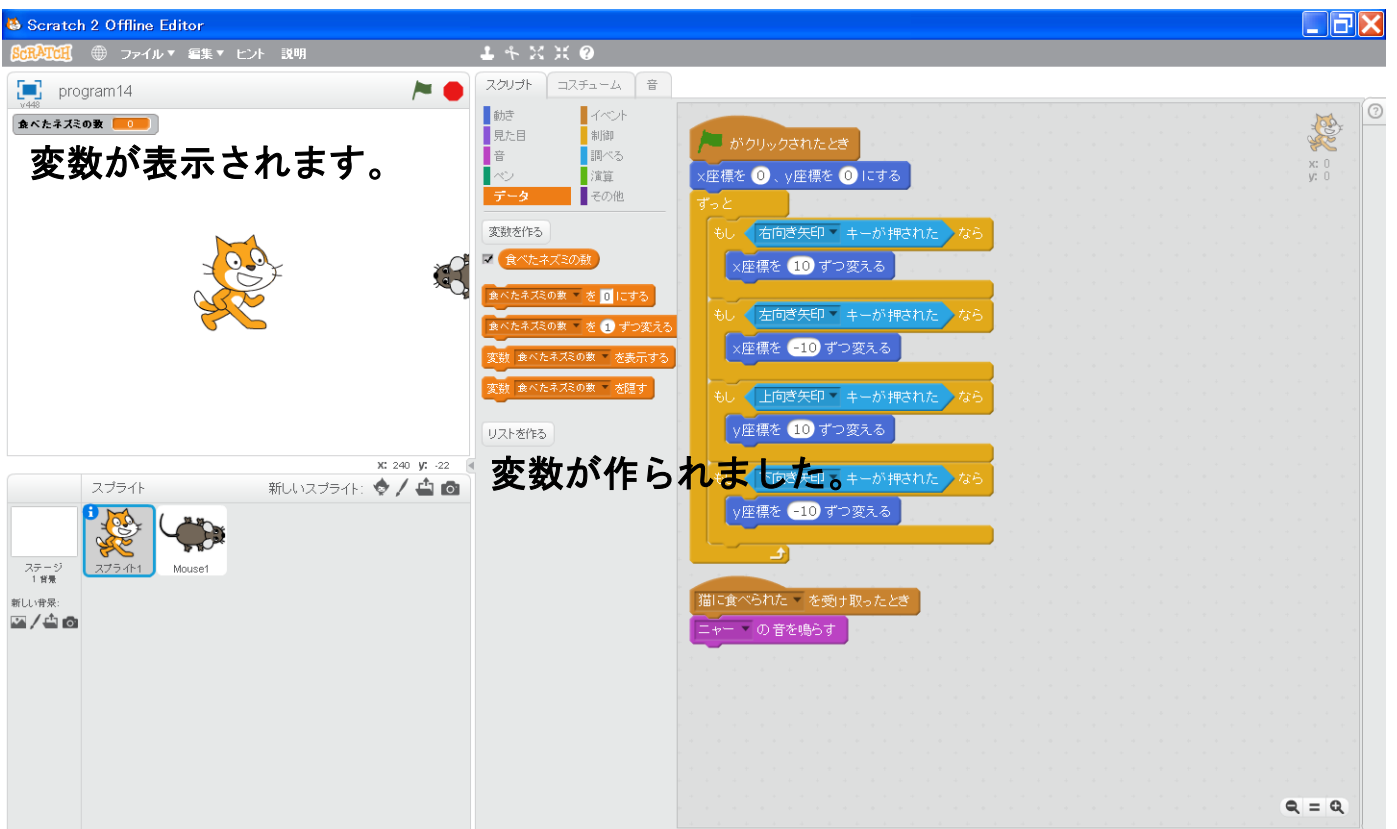 Scratch 2 Offline Editor
SCRATCH ファイル▼ 編集▼ ヒント 説明
program14
v448
食べたネズミの数 0
変数が表示されます。
X: 240 y: -22
スプライト 新しいスプライト:
ステージ
1 背景
新しい背景:
スプライト1
Mouse1
スクリプト コスチューム 音
動き イベント
見た目 制御
音 調べる
ペン 演算
データ その他
変数を作る
食べたネズミの数
食べたネズミの数 を 0 にする
食べたネズミの数 を 1 ずつ変える
変数 食べたネズミの数 を表示する
変数 食べたネズミの数 を隠す
リストを作る
変数が作られました。
がクリックされたとき
x座標を 0 、y座標を 0 にする
ずっと
もし 右向き矢印 キーが押された なら
x座標を 10 ずつ変える
もし 左向き矢印 キーが押された なら
x座標を -10 ずつ変える
もし 上向き矢印 キーが押された なら
y座標を 10 ずつ変える
もし 下向き矢印 キーが押された なら
y座標を -10 ずつ変える
猫に食べられた を受け取ったとき
ニャー の音を鳴らす
x: 0
y: 0